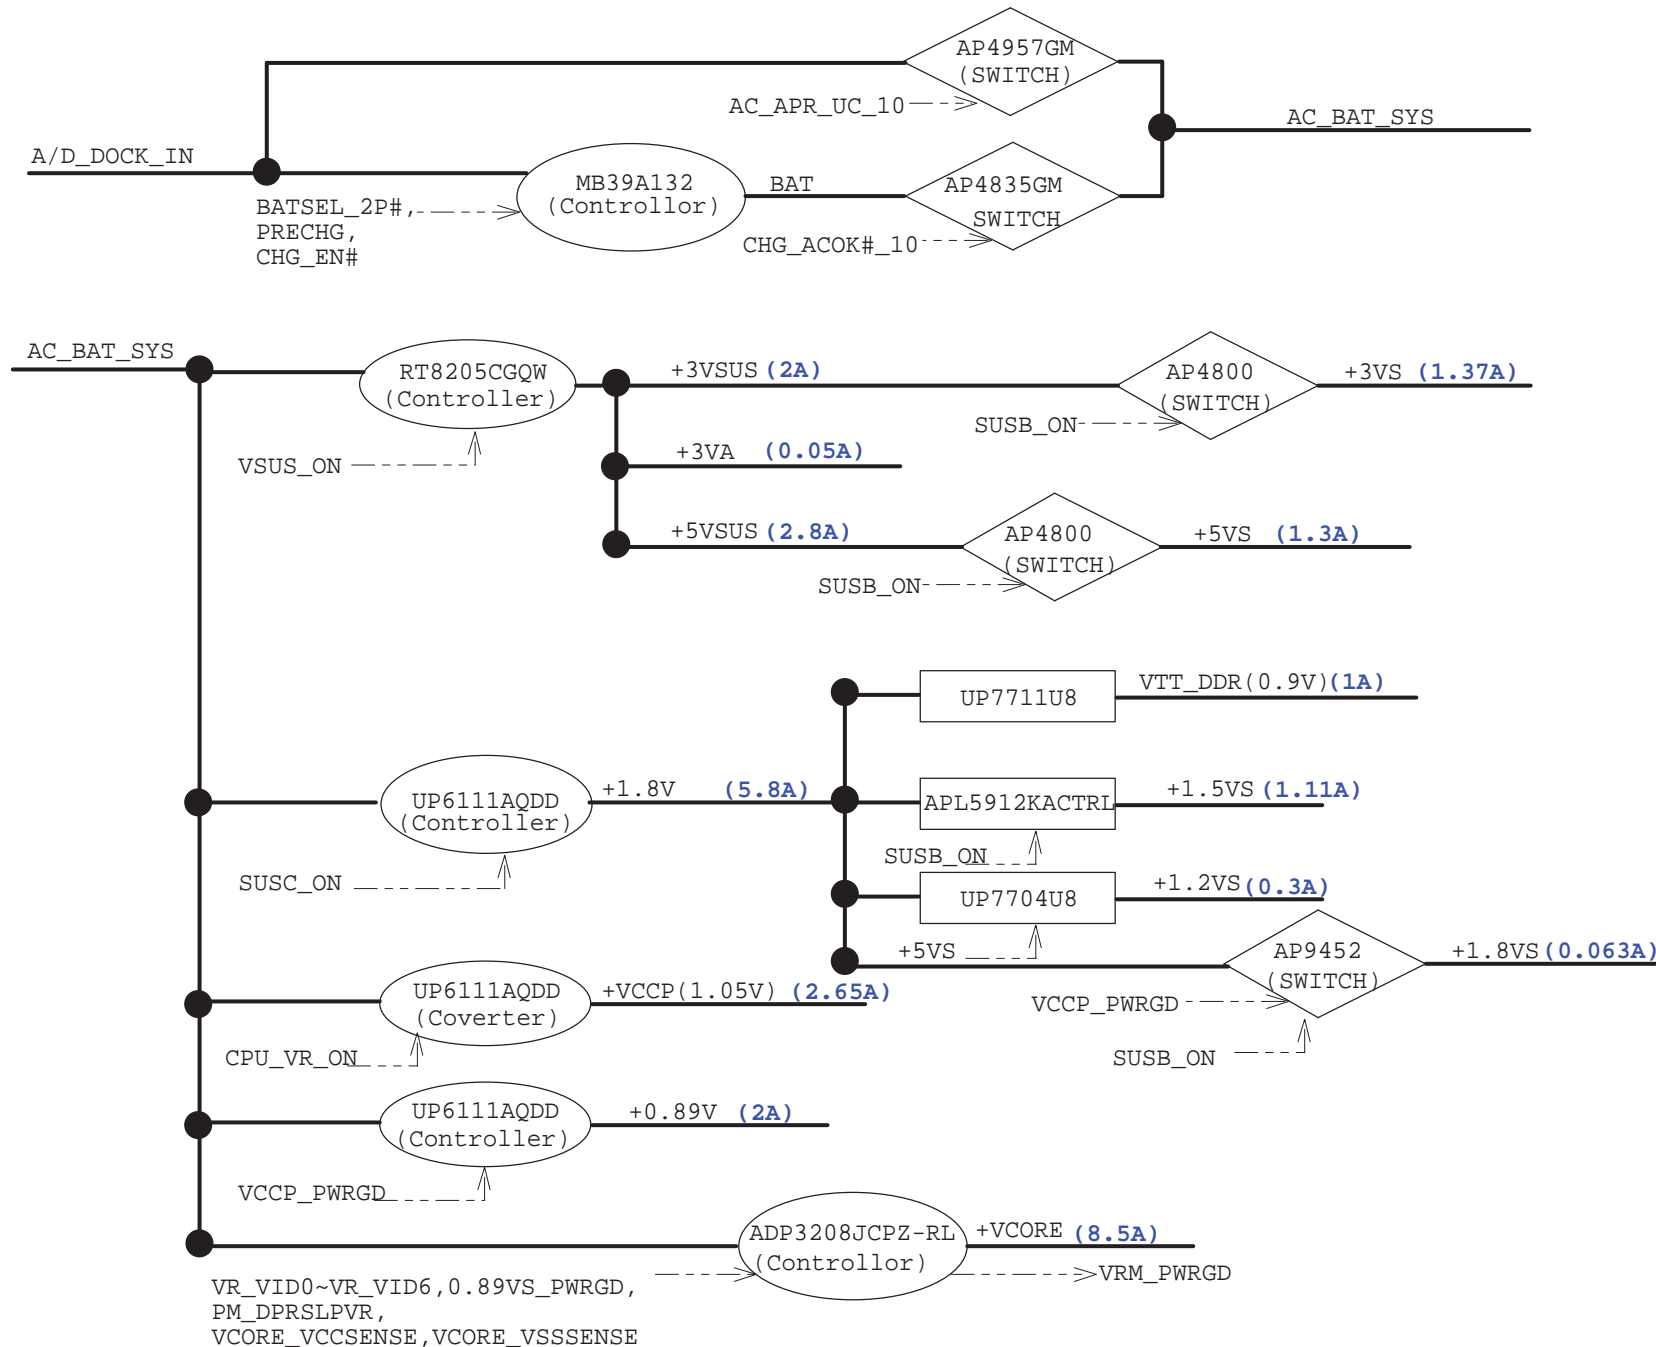 AP4957GM
(SWITCH)
AC_APR_UC_10
AC_BAT_SYS
A/D_DOCK_IN
MB39A132
(Controllor)
BAT
AP4835GM
SWITCH
BATSEL_2P#,
PRECHG,
CHG_EN#
CHG_ACOK#_10
AC_BAT_SYS
RT8205CGQW
(Controller)
VSUS_ON
+3VSUS (2A)
AP4800
(SWITCH)
+3VS (1.37A)
SUSB_ON
+3VA (0.05A)
+5VSUS (2.8A)
AP4800
(SWITCH)
+5VS (1.3A)
SUSB_ON
UP7711U8
VTT_DDR(0.9V)(1A)
UP6111AQDD
(Controller)
+1.8V (5.8A)
APL5912KACTRL
+1.5VS (1.11A)
SUSB_ON
SUSC_ON
UP7704U8
+1.2VS (0.3A)
+5VS
AP9452
(SWITCH)
+1.8VS (0.063A)
VCCP_PWRGD
SUSB_ON
UP6111AQDD
(Coverter)
+VCCP(1.05V) (2.65A)
CPU_VR_ON
UP6111AQDD
(Controller)
+0.89V (2A)
VCCP_PWRGD
ADP3208JCPZ-RL
(Controllor)
+VCORE (8.5A)
VRM_PWRGD
VR_VID0~VR_VID6,0.89VS_PWRGD,
PM_DPRSLPVR,
VCORE_VCCSENSE,VCORE_VSSSENSE